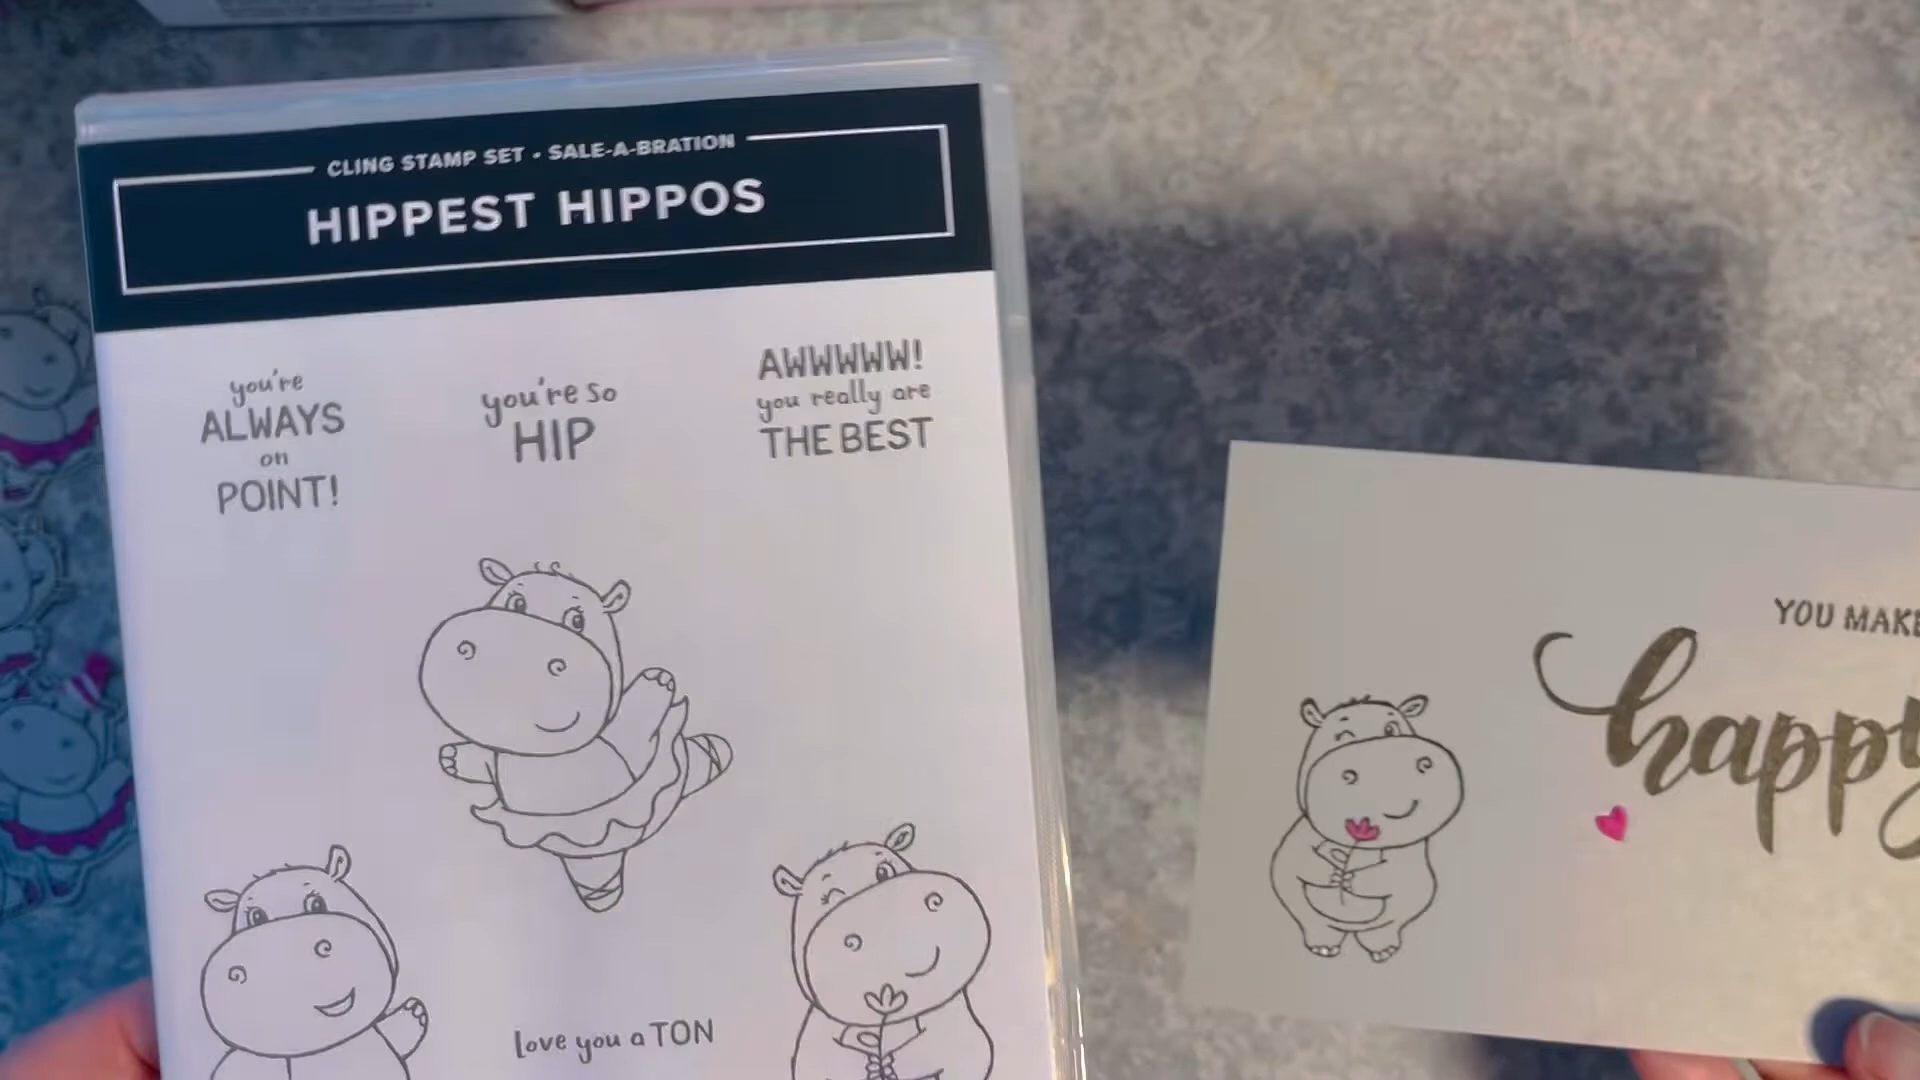 CLING STAMP SET • SALE-A-BRATION
HIPPEST HIPPOS
you're
ALWAYS
on
POINT!
you're so
HIP
AWWWWW!
you really are
THE BEST
love you a TON
YOU MAKE
happy